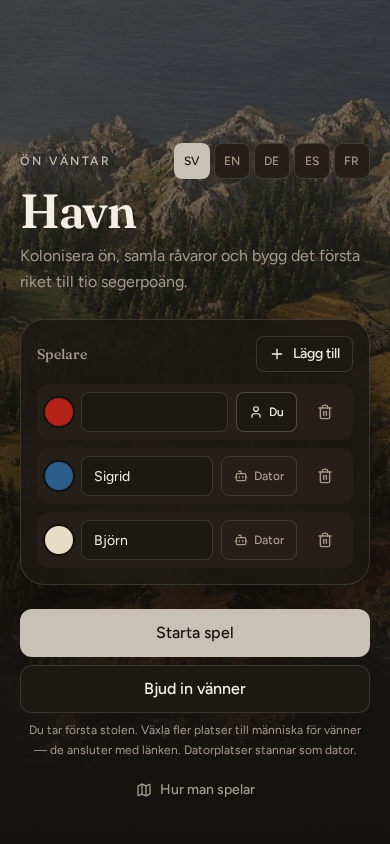 ÖN VÄNTAR
SV EN DE ES FR
Havn
Kolonisera ön, samla råvaror och bygg det första
riket till tio segerpoäng.
Spelare
Lägg till
Du
Sigrid
Dator
Björn
Dator
Starta spel
Bjud in vänner
Du tar första stolen. Växla fler platser till människa för vänner
— de ansluter med länken. Datorplatser stannar som dator.
Hur man spelar